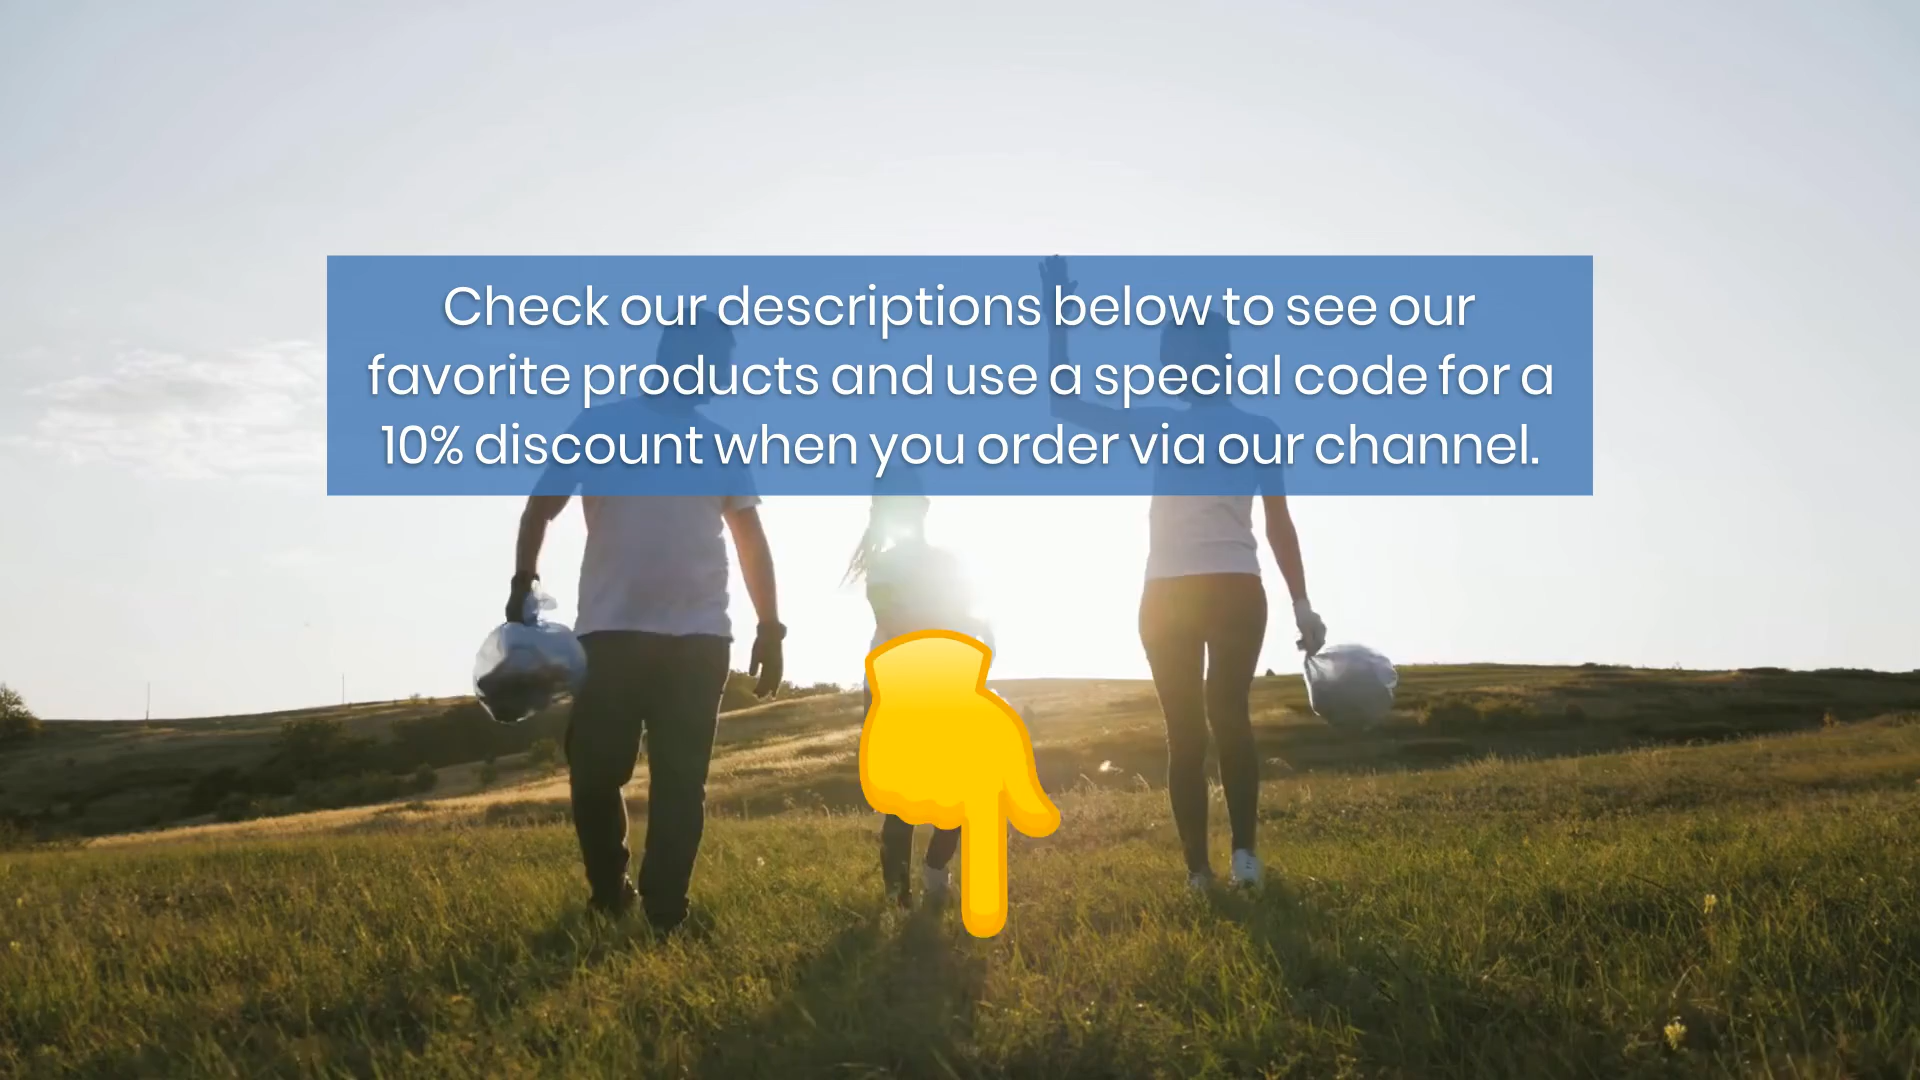 Check our descriptions below to see our
favorite products and use a special code for a
10% discount when you order via our channel.